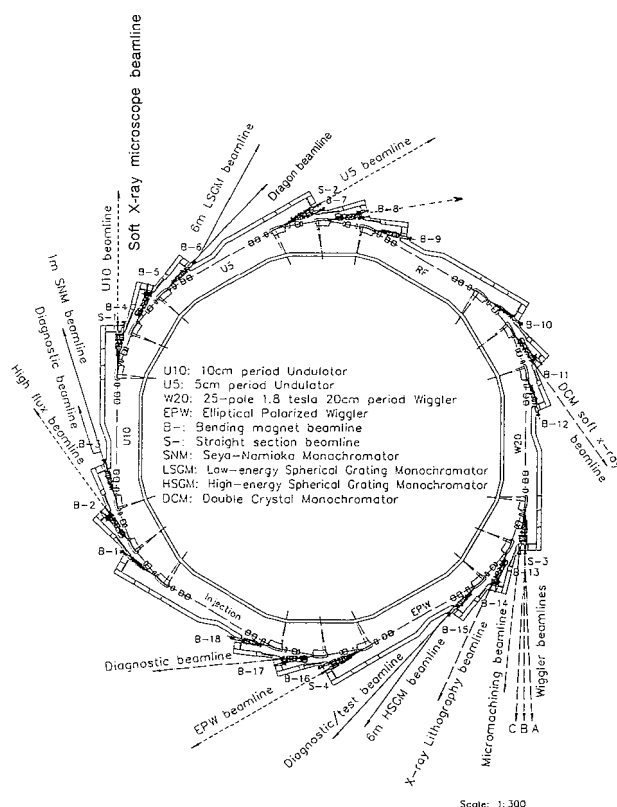 Soft X-ray microscope beamline
U10 beamline
6m LSGM beamline
Dragon beamline
U5 beamline
S-2
B-7
B-8
B-9
B-6
B-5
B-4
S-1
U5
RF
B-10
B-11
B-12
DCM soft x-ray
beamline
1m SNM beamline
Diagnostic beamline
High flux beamline
B-3
B-2
B-1
U10
W20
U10: 10cm period Undulator
U5: 5cm period Undulator
W20: 25-pole 1.8 tesla 20cm period Wiggler
EPW: Elliptical Polarized Wiggler
B-: Bending magnet beamline
S-: Straight section beamline
SNM: Seya-Namioka Monochromator
LSGM: Low-energy Spherical Grating Monochromator
HSGM: High-energy Spherical Grating Monochromator
DCM: Double Crystal Monochromator
Injection
EPW
S-3
B-13
B-14
B-15
B-18
B-17
B-16
S-4
Diagnostic beamline
EPW beamline
Diagnostic/test beamline
6m HSGM beamline
X-ray Lithography beamline
Micromachining beamline
Wiggler beamlines
C B A
Scale: 1:300